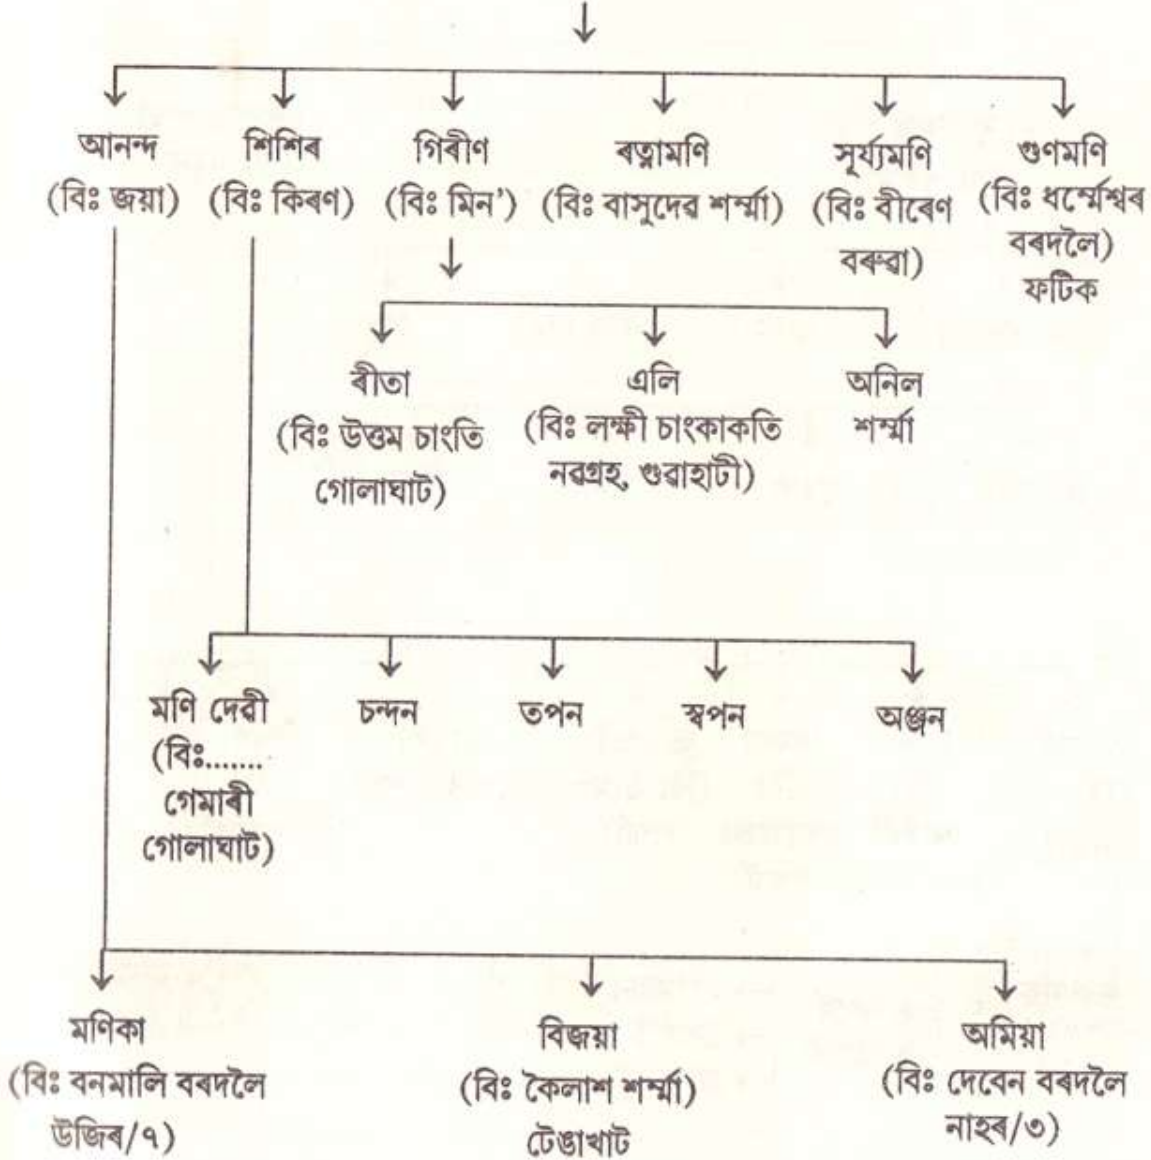 আনন্দ শিশিৰ গিৰীণ ৰত্নামণি সূৰ্য্যমণি গুণমণি
(বিঃ জয়া) (বিঃ কিৰণ) (বিঃ মিন') (বিঃ বাসুদেৱ শৰ্ম্মা) (বিঃ বীৰেণ (বিঃ ধৰ্ম্মেশ্বৰ
বৰুৱা) বৰদলৈ)
ফটিক
ৰীতা এলি অনিল
(বিঃ উত্তম চাংতি (বিঃ লক্ষী চাংকাকতি শৰ্ম্মা
গোলাঘাট) নৱগ্ৰহ, গুৱাহাটী)
মণি দেৱী চন্দন তপন স্বপন অঞ্জন
(বিঃ.......
গেমাৰী
গোলাঘাট)
মণিকা বিজয়া অমিয়া
(বিঃ বনমালি বৰদলৈ (বিঃ কৈলাশ শৰ্ম্মা) (বিঃ দেবেন বৰদলৈ
উজিৰ/৭) টেঙাখাট নাহৰ/৩)